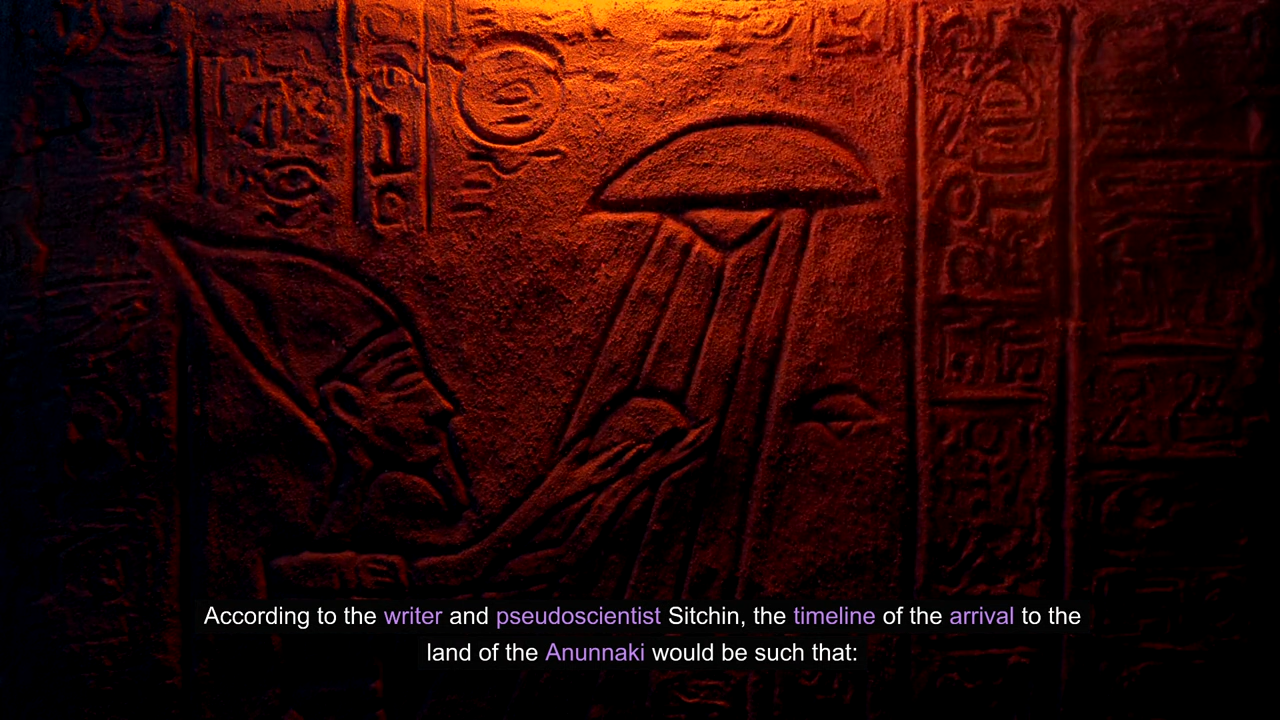 According to the writer and pseudoscientist Sitchin, the timeline of the arrival to the
land of the Anunnaki would be such that: